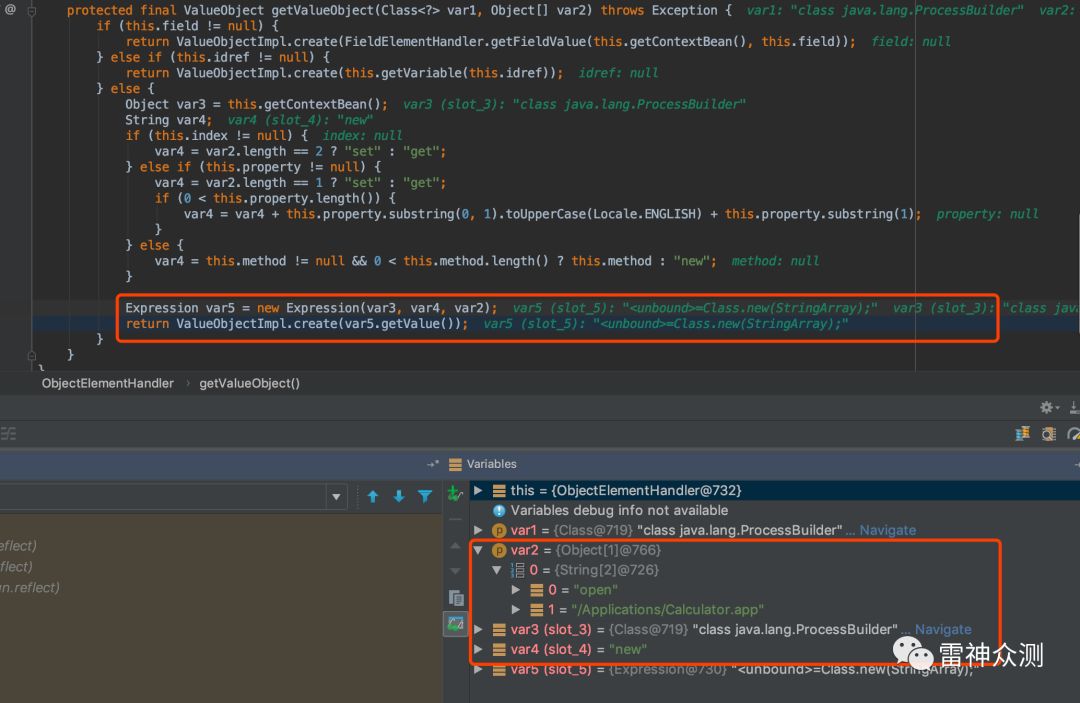 protected final ValueObject getValueObject(Class<?> var1, Object[] var2) throws Exception {  var1: "class java.lang.ProcessBuilder"  var2:
if (this.field != null) {
return ValueObjectImpl.create(FieldElementHandler.getFieldValue(this.getContextBean(), this.field));  field: null
} else if (this.idref != null) {
return ValueObjectImpl.create(this.getVariable(this.idref));  idref: null
} else {
Object var3 = this.getContextBean();  var3 (slot_3): "class java.lang.ProcessBuilder"
String var4;  var4 (slot_4): "new"
if (this.index != null) {  index: null
var4 = var2.length == 2 ? "set" : "get";
} else if (this.property != null) {
var4 = var2.length == 1 ? "set" : "get";
if (0 < this.property.length()) {
var4 = var4 + this.property.substring(0, 1).toUpperCase(Locale.ENGLISH) + this.property.substring(1);  property: null
}
} else {
var4 = this.method != null && 0 < this.method.length() ? this.method : "new";  method: null
}
Expression var5 = new Expression(var3, var4, var2);  var5 (slot_5): "<unbound>=Class.new(StringArray);"  var3 (slot_3): "class jav
return ValueObjectImpl.create(var5.getValue());  var5 (slot_5): "<unbound>=Class.new(StringArray);"
}
}
}
ObjectElementHandler › getValueObject()
Variables
this = {ObjectElementHandler@732}
Variables debug info not available
var1 = {Class@719} "class java.lang.ProcessBuilder" ... Navigate
var2 = {Object[1]@766}
eflect)
0 = {String[2]@726}
flect)
0 = "open"
n.reflect)
1 = "/Applications/Calculator.app"
var3 (slot_3) = {Class@719} "class java.lang.ProcessBuilder" ... Navigate
var4 (slot_4) = "new"
雷神众测
var5 (slot_5) = {Expression@730} "<unbound>=Class.new(StringArray);"